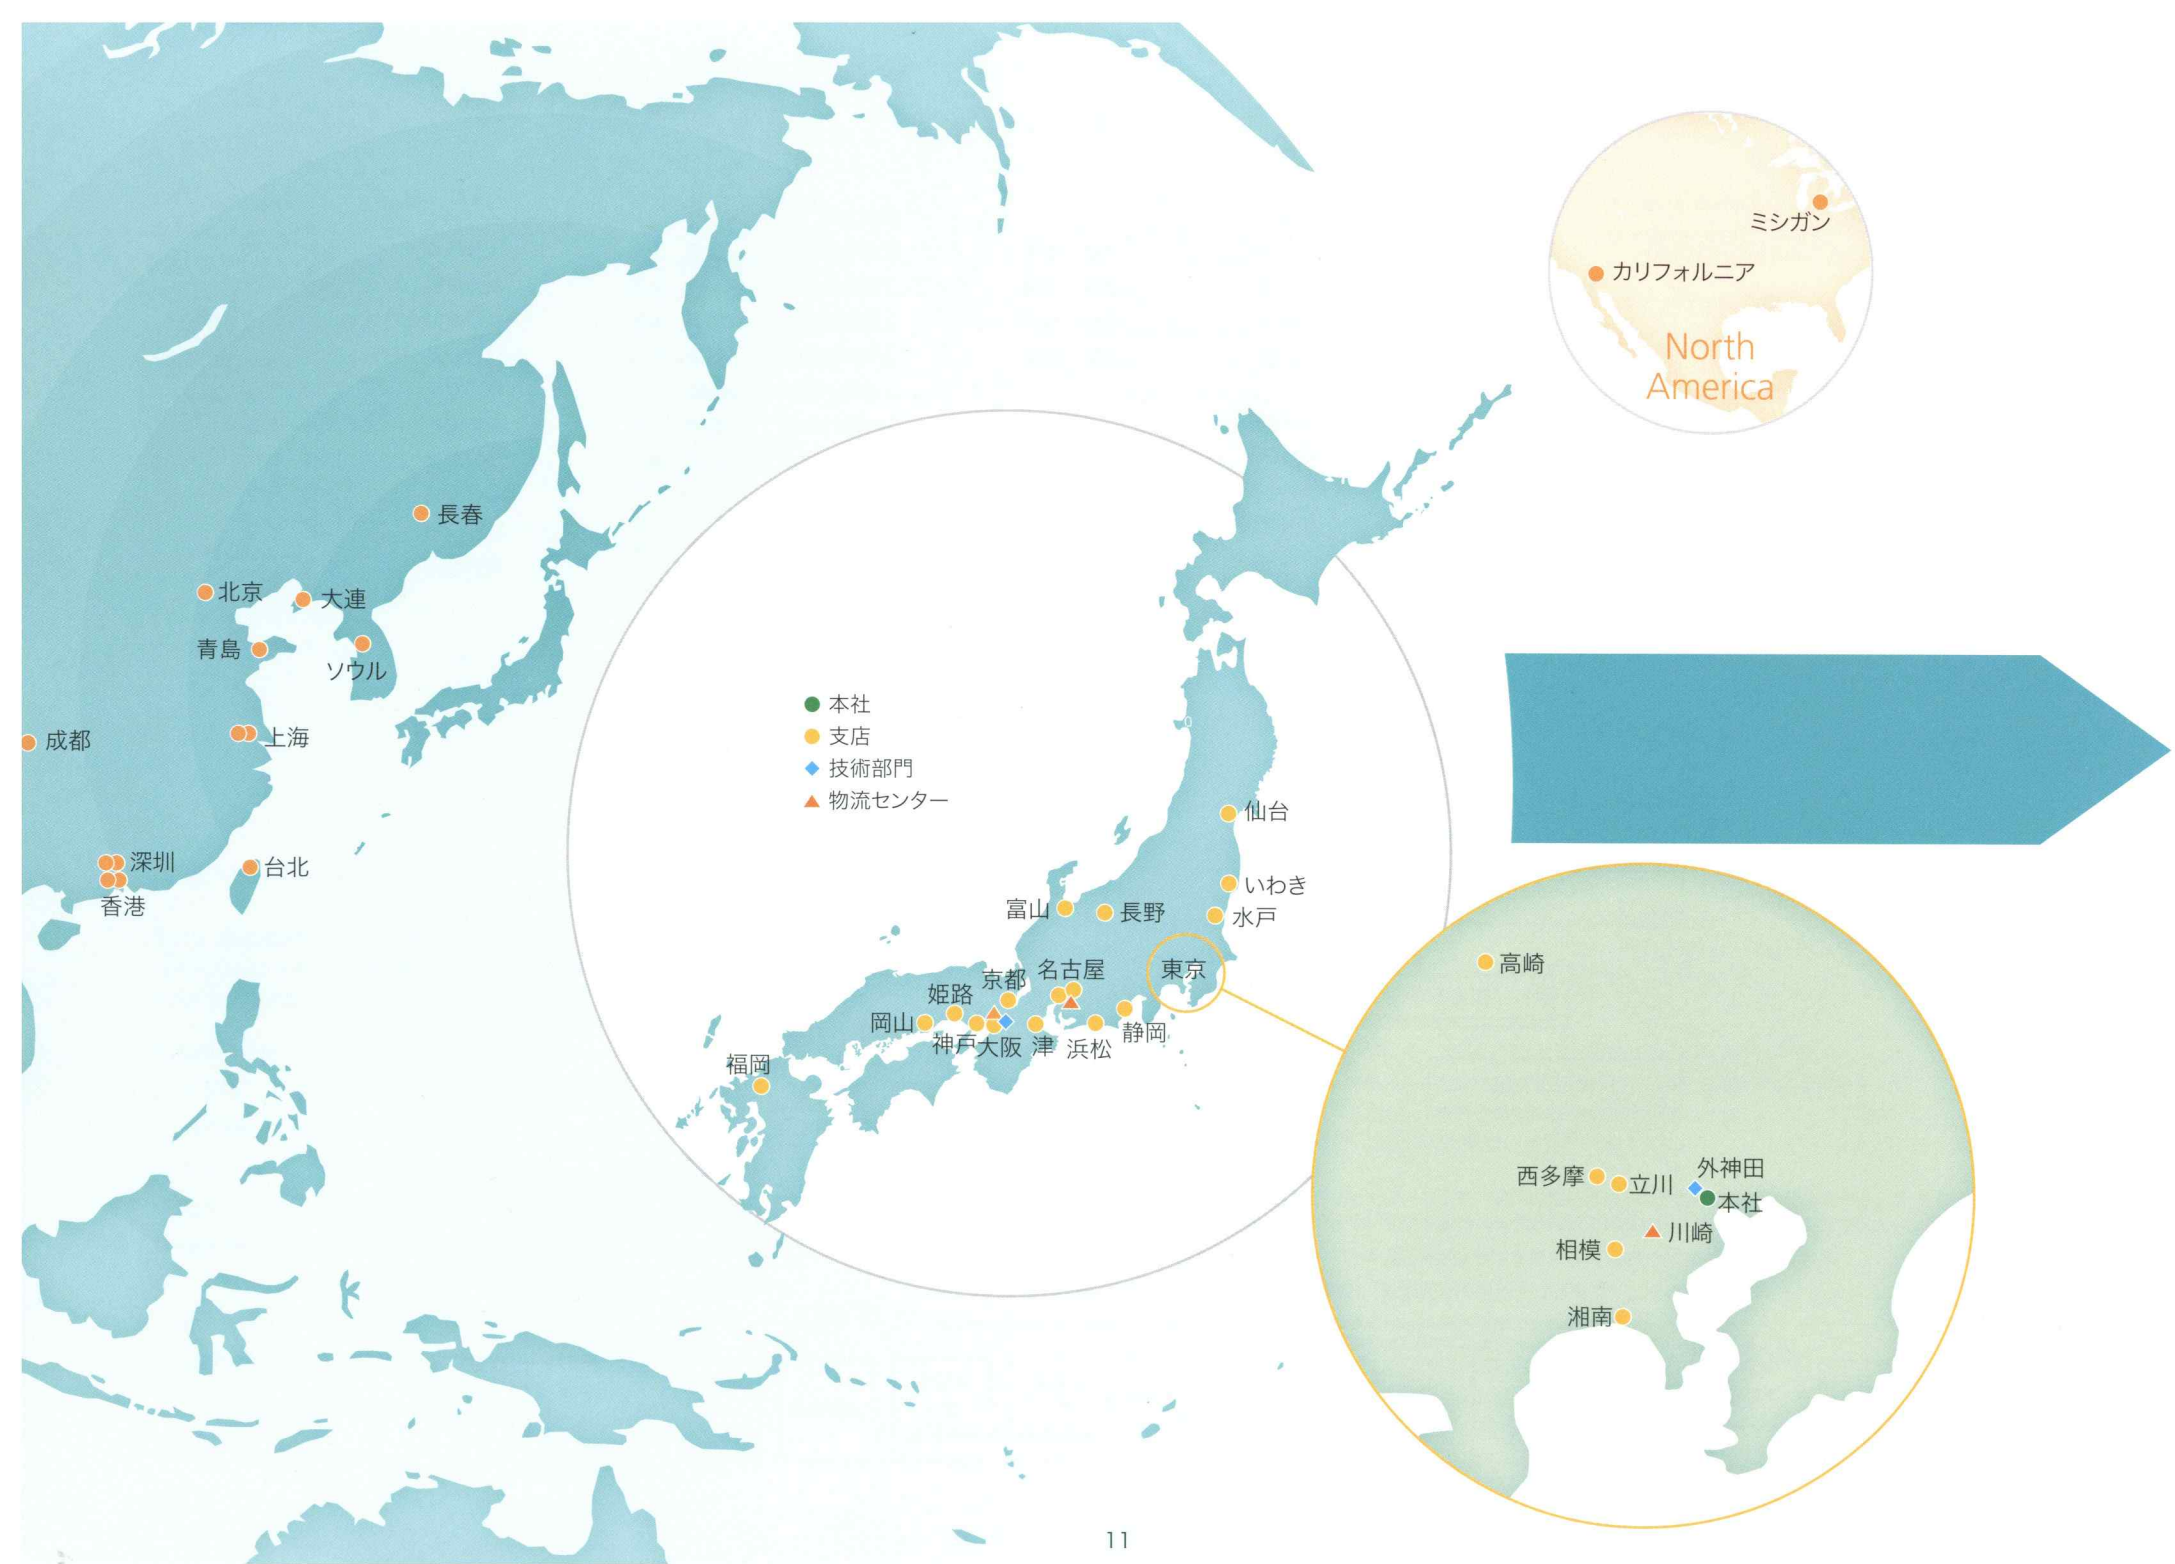 ミシガン
カリフォルニア
North
America
長春
北京
大連
青島
ソウル
成都
上海
深圳
香港
台北
本社
支店
技術部門
物流センター
仙台
いわき
水戸
富山
長野
東京
名古屋
京都
姫路
岡山
神戸
大阪
津
浜松
静岡
福岡
高崎
西多摩
立川
外神田
本社
川崎
相模
湘南
11